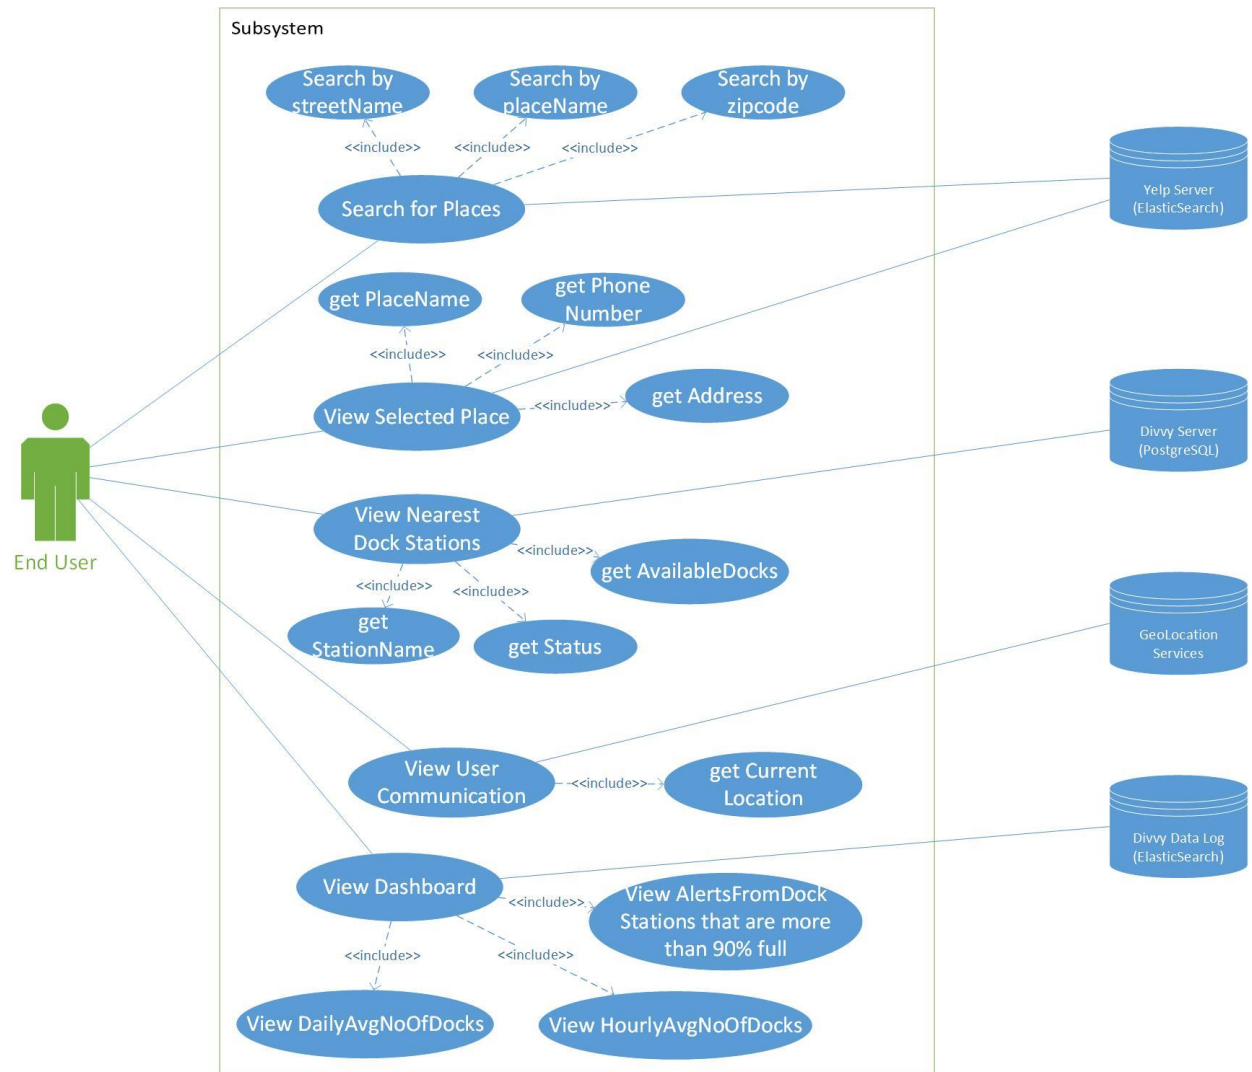 Subsystem
Search by
streetName
Search by
placeName
Search by
zipcode
<<include>>
<<include>>
<<include>>
Search for Places
Yelp Server
(ElasticSearch)
get PlaceName
get Phone
Number
<<include>>
<<include>>
View Selected Place
<<include>>
get Address
Divvy Server
(PostgreSQL)
End User
View Nearest
Dock Stations
<<include>>
get AvailableDocks
<<include>>
<<include>>
get
StationName
get Status
GeoLocation
Services
View User
Communication
<<include>>
get Current
Location
Divvy Data Log
(ElasticSearch)
View Dashboard
<<include>>
View AlertsFromDock
Stations that are more
than 90% full
<<include>>
<<include>>
View DailyAvgNoOfDocks
View HourlyAvgNoOfDocks